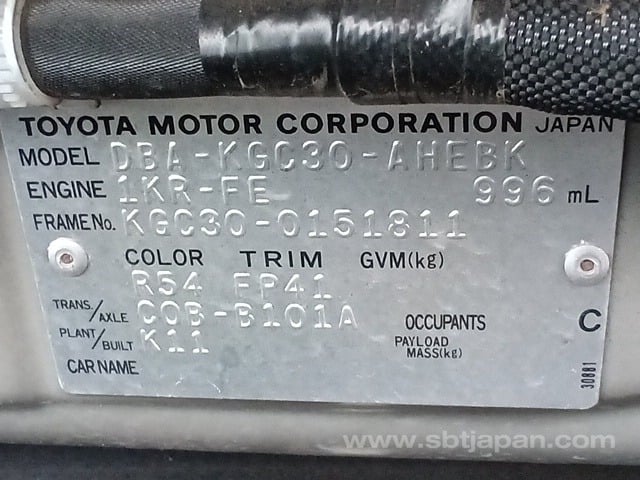 TOYOTA MOTOR CORPORATION JAPAN
MODEL DBA-KGC30-AHEBK
ENGINE 1KR-FE 996 mL
FRAME No. KGC30-0151811
COLOR TRIM GVM(kg)
R54 FP41
TRANS./AXLE C0B-B101A OCCUPANTS C
PLANT/BUILT K11 PAYLOAD MASS(kg)
CAR NAME
30881
www.sbtjapan.com